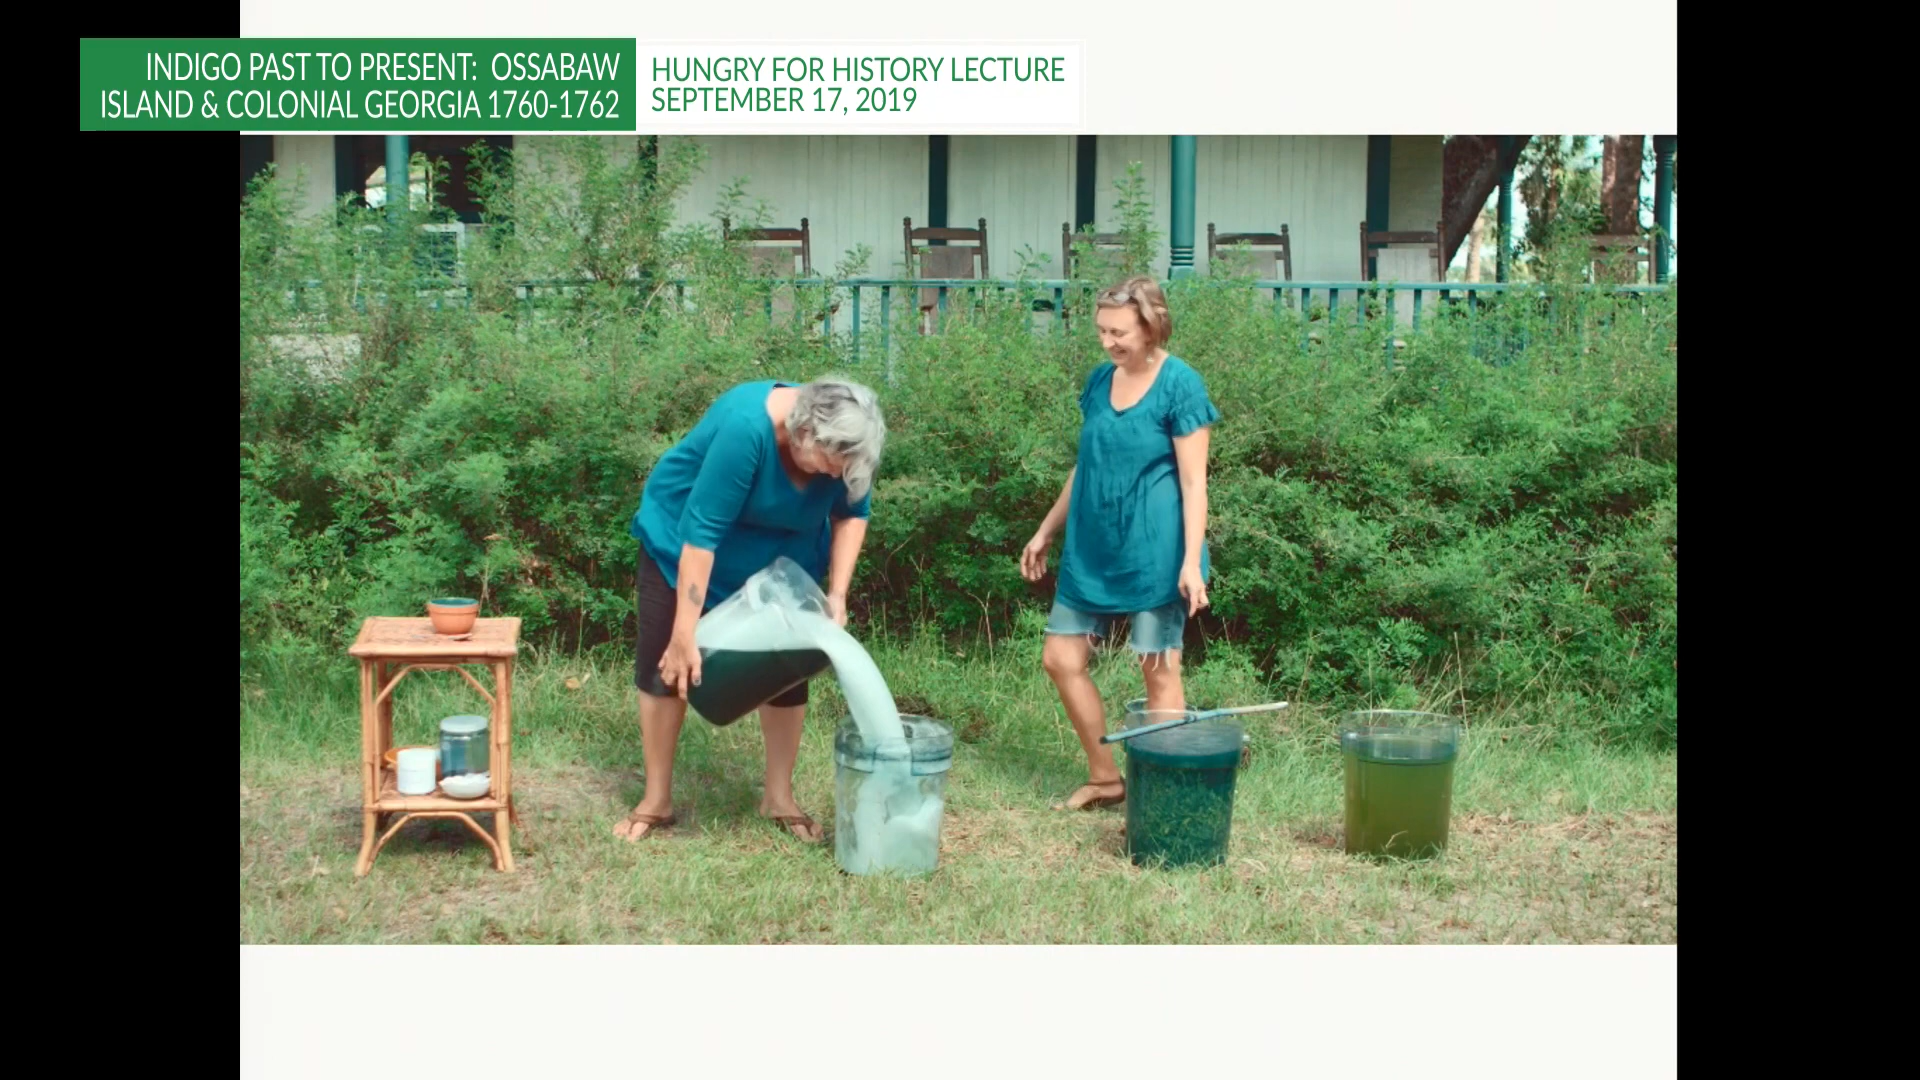 INDIGO PAST TO PRESENT: OSSABAW
ISLAND & COLONIAL GEORGIA 1760-1762
HUNGRY FOR HISTORY LECTURE
SEPTEMBER 17, 2019